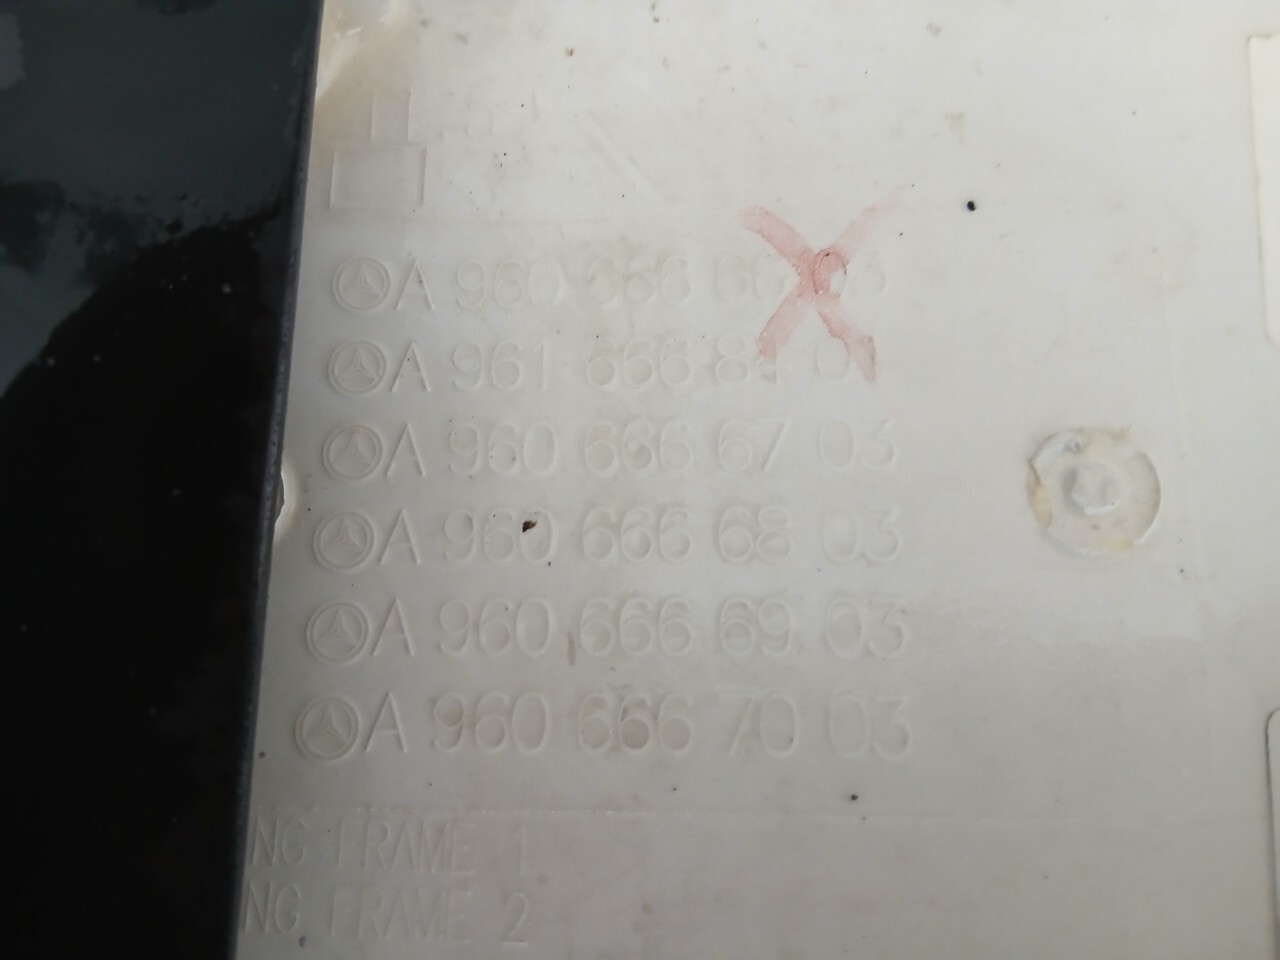 A 960 666 66 03
A 961 666 84
A 960 666 67 03
A 960 666 68 03
A 960 666 69 03
A 960 666 70 03
NG FRAME 1
NG FRAME 2